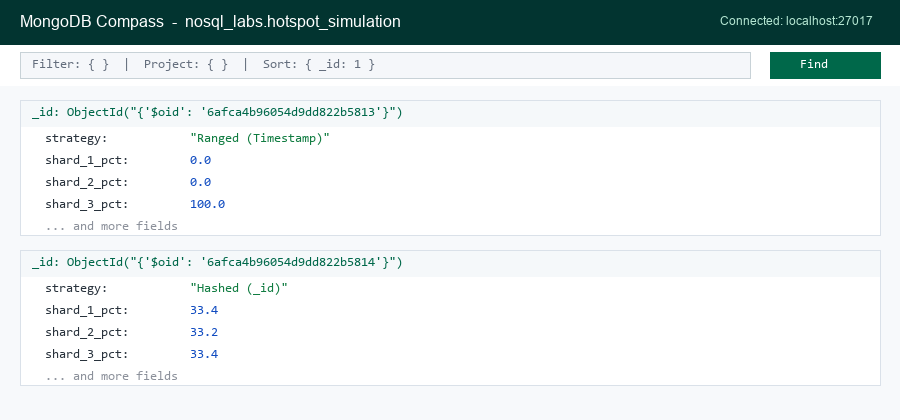 MongoDB Compass - nosql_labs.hotspot_simulation
Connected: localhost:27017
Filter: { } | Project: { } | Sort: { _id: 1 }
Find
_id: ObjectId("{'$oid': '6afca4b96054d9dd822b5813'}")
strategy: "Ranged (Timestamp)"
shard_1_pct: 0.0
shard_2_pct: 0.0
shard_3_pct: 100.0
... and more fields
_id: ObjectId("{'$oid': '6afca4b96054d9dd822b5814'}")
strategy: "Hashed (_id)"
shard_1_pct: 33.4
shard_2_pct: 33.2
shard_3_pct: 33.4
... and more fields